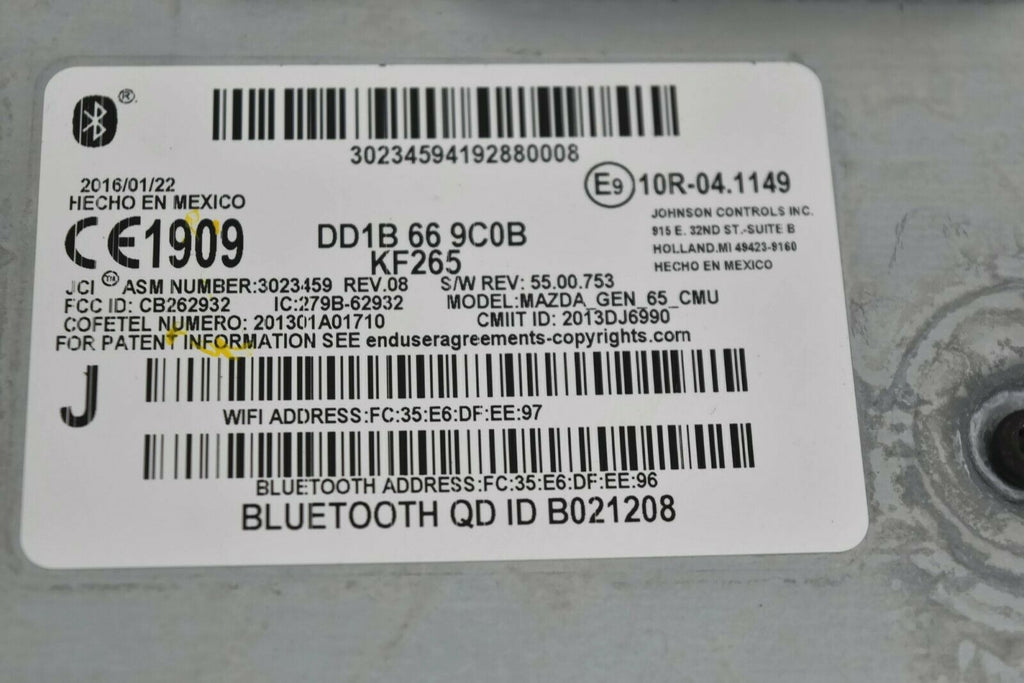 ®
30234594192880008
2016/01/22
HECHO EN MEXICO
E9 10R-04.1149
CE1909
DD1B 66 9C0B
KF265
JOHNSON CONTROLS INC.
915 E. 32ND ST.-SUITE B
HOLLAND.MI 49423-9160
HECHO EN MEXICO
JCI ™ ASM NUMBER:3023459 REV.08 S/W REV: 55.00.753
FCC ID: CB262932 IC:279B-62932 MODEL:MAZDA_GEN_65_CMU
COFETEL NUMERO: 201301A01710 CMIIT ID: 2013DJ6990
FOR PATENT INFORMATION SEE enduseragreements-copyrights.com
J
WIFI ADDRESS:FC:35:E6:DF:EE:97
BLUETOOTH ADDRESS:FC:35:E6:DF:EE:96
BLUETOOTH QD ID B021208